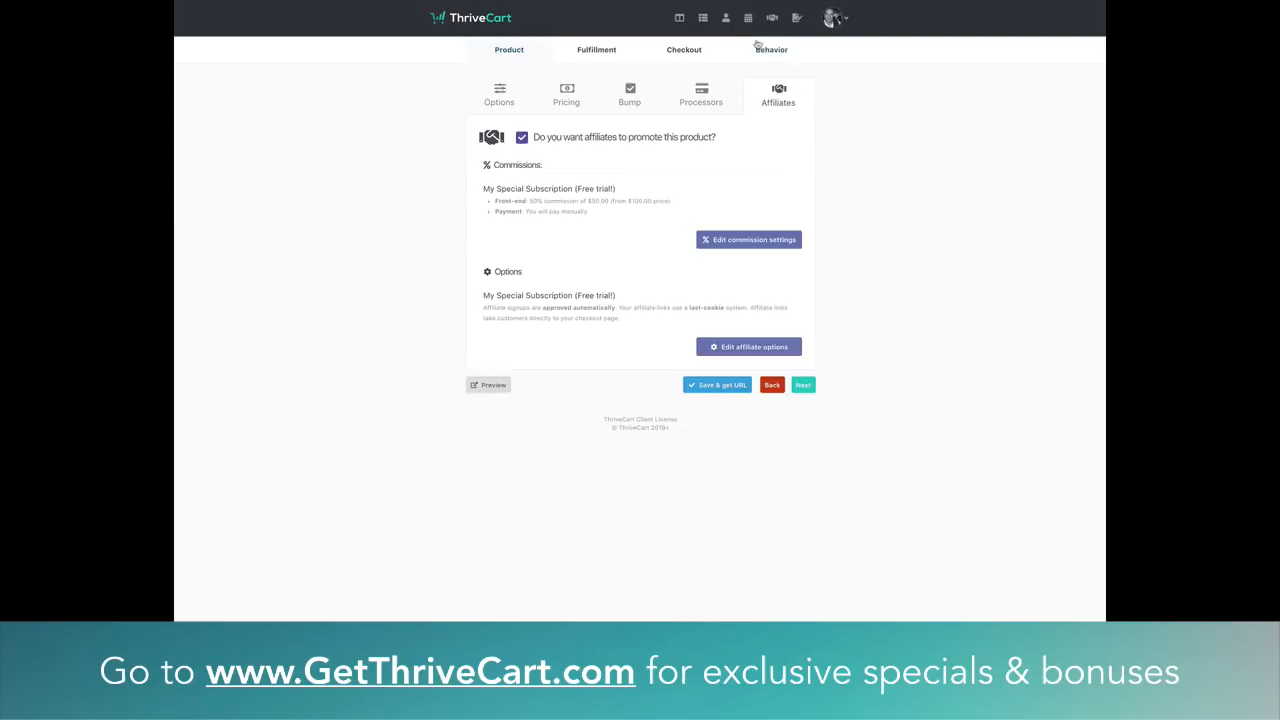 ThriveCart
Product
Fulfillment
Checkout
Behavior
Options
Pricing
Bump
Processors
Affiliates
Do you want affiliates to promote this product?
Commissions:
My Special Subscription (Free trial!)
Front-end: 50% commision of $50.00 (from $100.00 price)
Payment: You will pay manually
Edit commission settings
Options
My Special Subscription (Free trial!)
Affiliate signups are approved automatically. Your affiliate links use a last-cookie system. Affiliate links
take customers directly to your checkout page.
Edit affiliate options
Preview
Save & get URL
Back
Next
ThriveCart Client License
© ThriveCart 2019+
Go to www.GetThriveCart.com for exclusive specials & bonuses